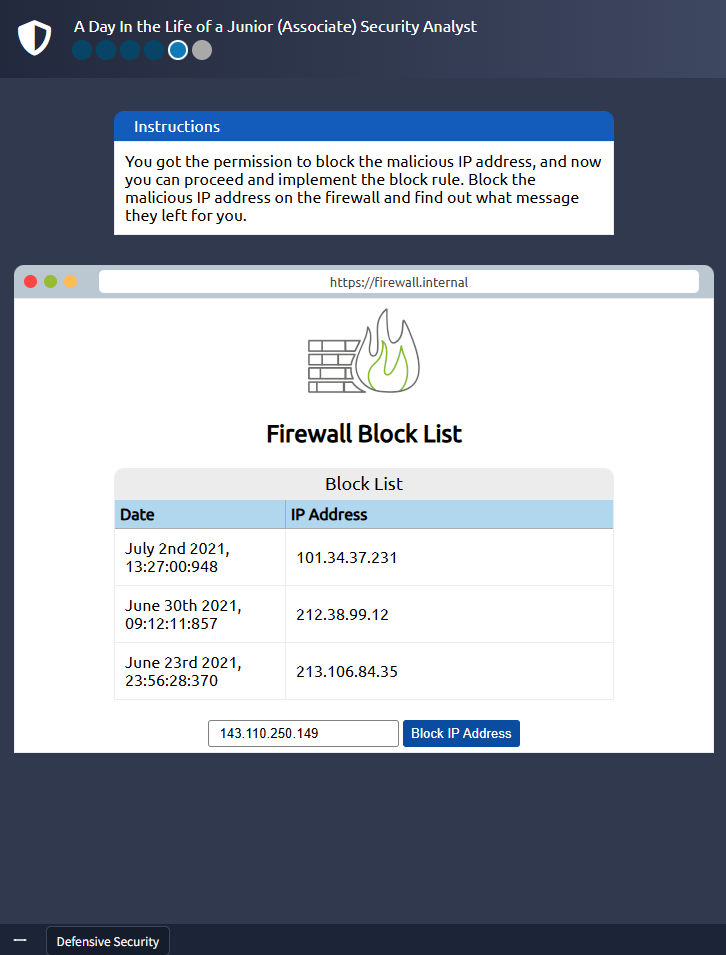 A Day In the Life of a Junior (Associate) Security Analyst
Instructions
You got the permission to block the malicious IP address, and now
you can proceed and implement the block rule. Block the
malicious IP address on the firewall and find out what message
they left for you.
https://firewall.internal
Firewall Block List
Block List
Date IP Address
July 2nd 2021,
13:27:00:948
101.34.37.231
June 30th 2021,
09:12:11:857
212.38.99.12
June 23rd 2021,
23:56:28:370
213.106.84.35
143.110.250.149 Block IP Address
Defensive Security